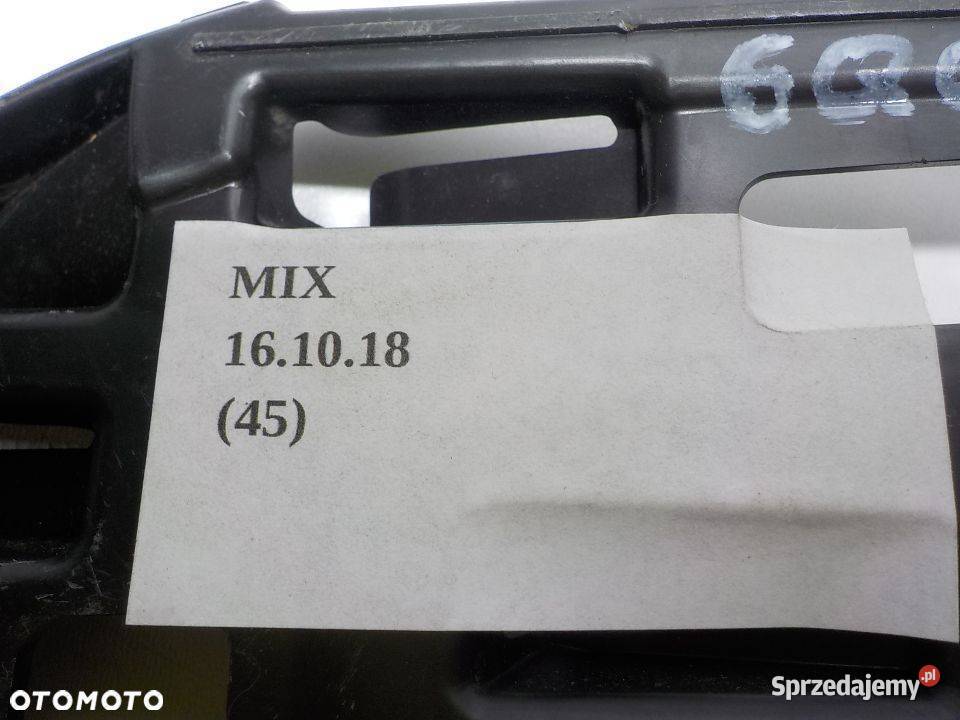 MIX
16.10.18
(45)
OTOMOTO
Sprzedajemy.pl